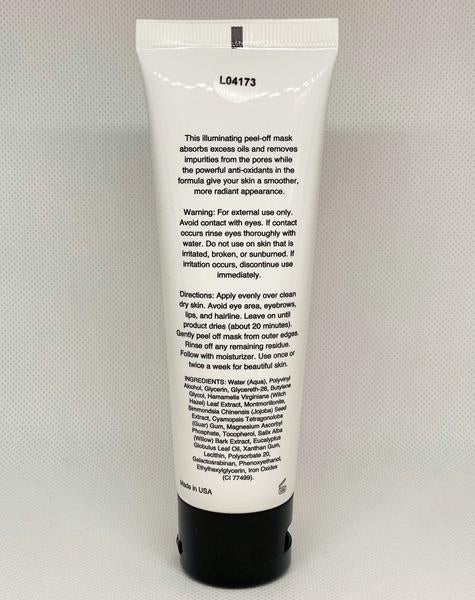 L04173
This illuminating peel-off mask
absorbs excess oils and removes
impurities from the pores while
the powerful anti-oxidants in the
formula give your skin a smoother,
more radiant appearance.
Warning: For external use only.
Avoid contact with eyes. If contact
occurs rinse eyes thoroughly with
water. Do not use on skin that is
irritated, broken, or sunburned. If
irritation occurs, discontinue use
immediately.
Directions: Apply evenly over clean
dry skin. Avoid eye area, eyebrows,
lips, and hairline. Leave on until
product dries (about 20 minutes).
Gently peel off mask from outer edges.
Rinse off any remaining residue.
Follow with moisturizer. Use once or
twice a week for beautiful skin.
INGREDIENTS: Water (Aqua), Polyvinyl
Alcohol, Glycerin, Glycereth-26, Butylene
Glycol, Hamamelis Virginiana (Witch
Hazel) Leaf Extract, Montmorillonite,
Simmondsia Chinensis (Jojoba) Seed
Extract, Cyamopsis Tetragonoloba
(Guar) Gum, Magnesium Ascorbyl
Phosphate, Tocopherol, Salix Alba
(Willow) Bark Extract, Eucalyptus
Globulus Leaf Oil, Xanthan Gum,
Lecithin, Polysorbate 20,
Galactoarabinan, Phenoxyethanol,
Ethylhexylglycerin, Iron Oxides
(CI 77499).
Made in USA